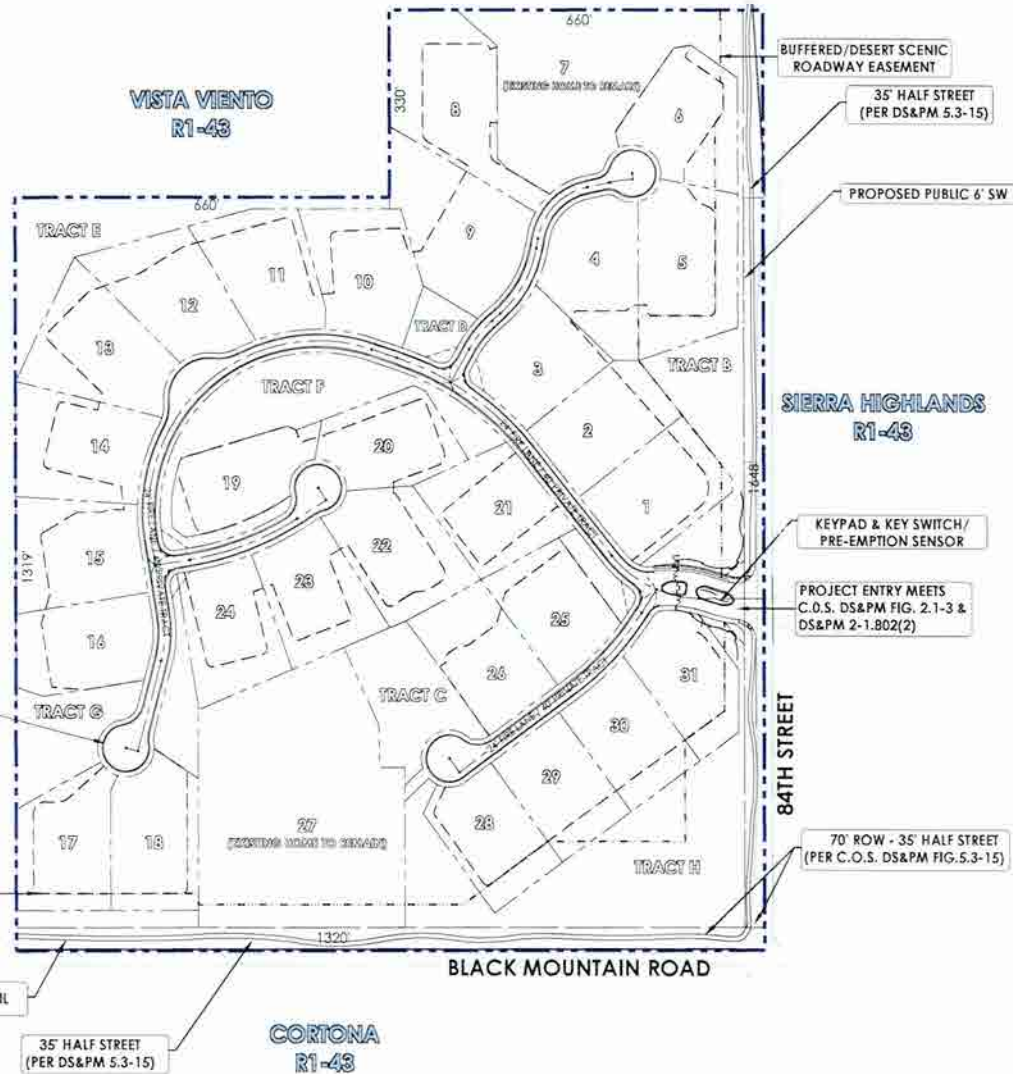 660'
BUFFERED/DESERT SCENIC
ROADWAY EASEMENT
7
(EXISTING HOME TO REMAIN)
8
6
VISTA VIENTO
R1-43
330'
35' HALF STREET
(PER DS&PM 5.3-15)
PROPOSED PUBLIC 6' SW
660'
TRACT E
9
4
5
11
10
12
13
TRACT B
3
TRACT F
SIERRA HIGHLANDS
R1-43
2
20
14
19
1648'
21
1
KEYPAD & KEY SWITCH/
PRE-EMPTION SENSOR
22
15
1319'
23
24
25
PROJECT ENTRY MEETS
C.O.S. DS&PM FIG. 2.1-3 &
DS&PM 2-1.802(2)
16
26
31
TRACT C
TRACT G
30
84TH STREET
29
27
(EXISTING HOME TO REMAIN)
28
17
18
70' ROW - 35' HALF STREET
(PER C.O.S. DS&PM FIG.5.3-15)
TRACT H
1320'
BLACK MOUNTAIN ROAD
35' HALF STREET
(PER DS&PM 5.3-15)
CORTONA
R1-43